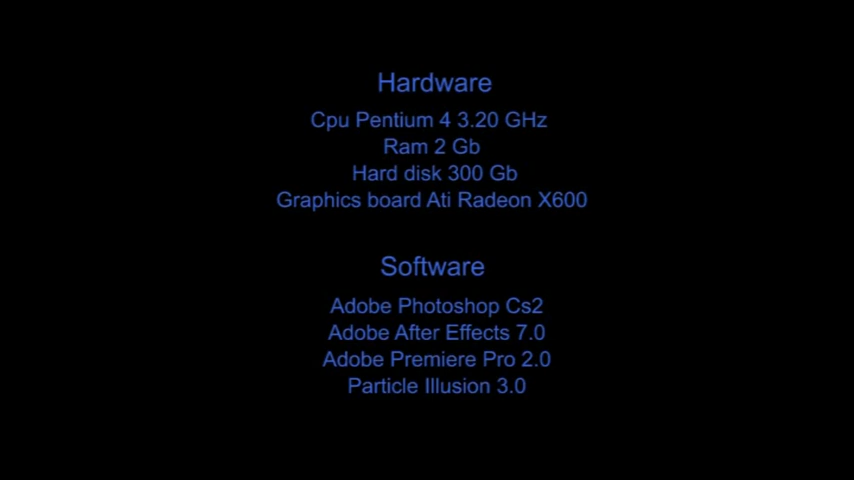 Hardware
Cpu Pentium 4 3.20 GHz
Ram 2 Gb
Hard disk 300 Gb
Graphics board Ati Radeon X600
Software
Adobe Photoshop Cs2
Adobe After Effects 7.0
Adobe Premiere Pro 2.0
Particle Illusion 3.0